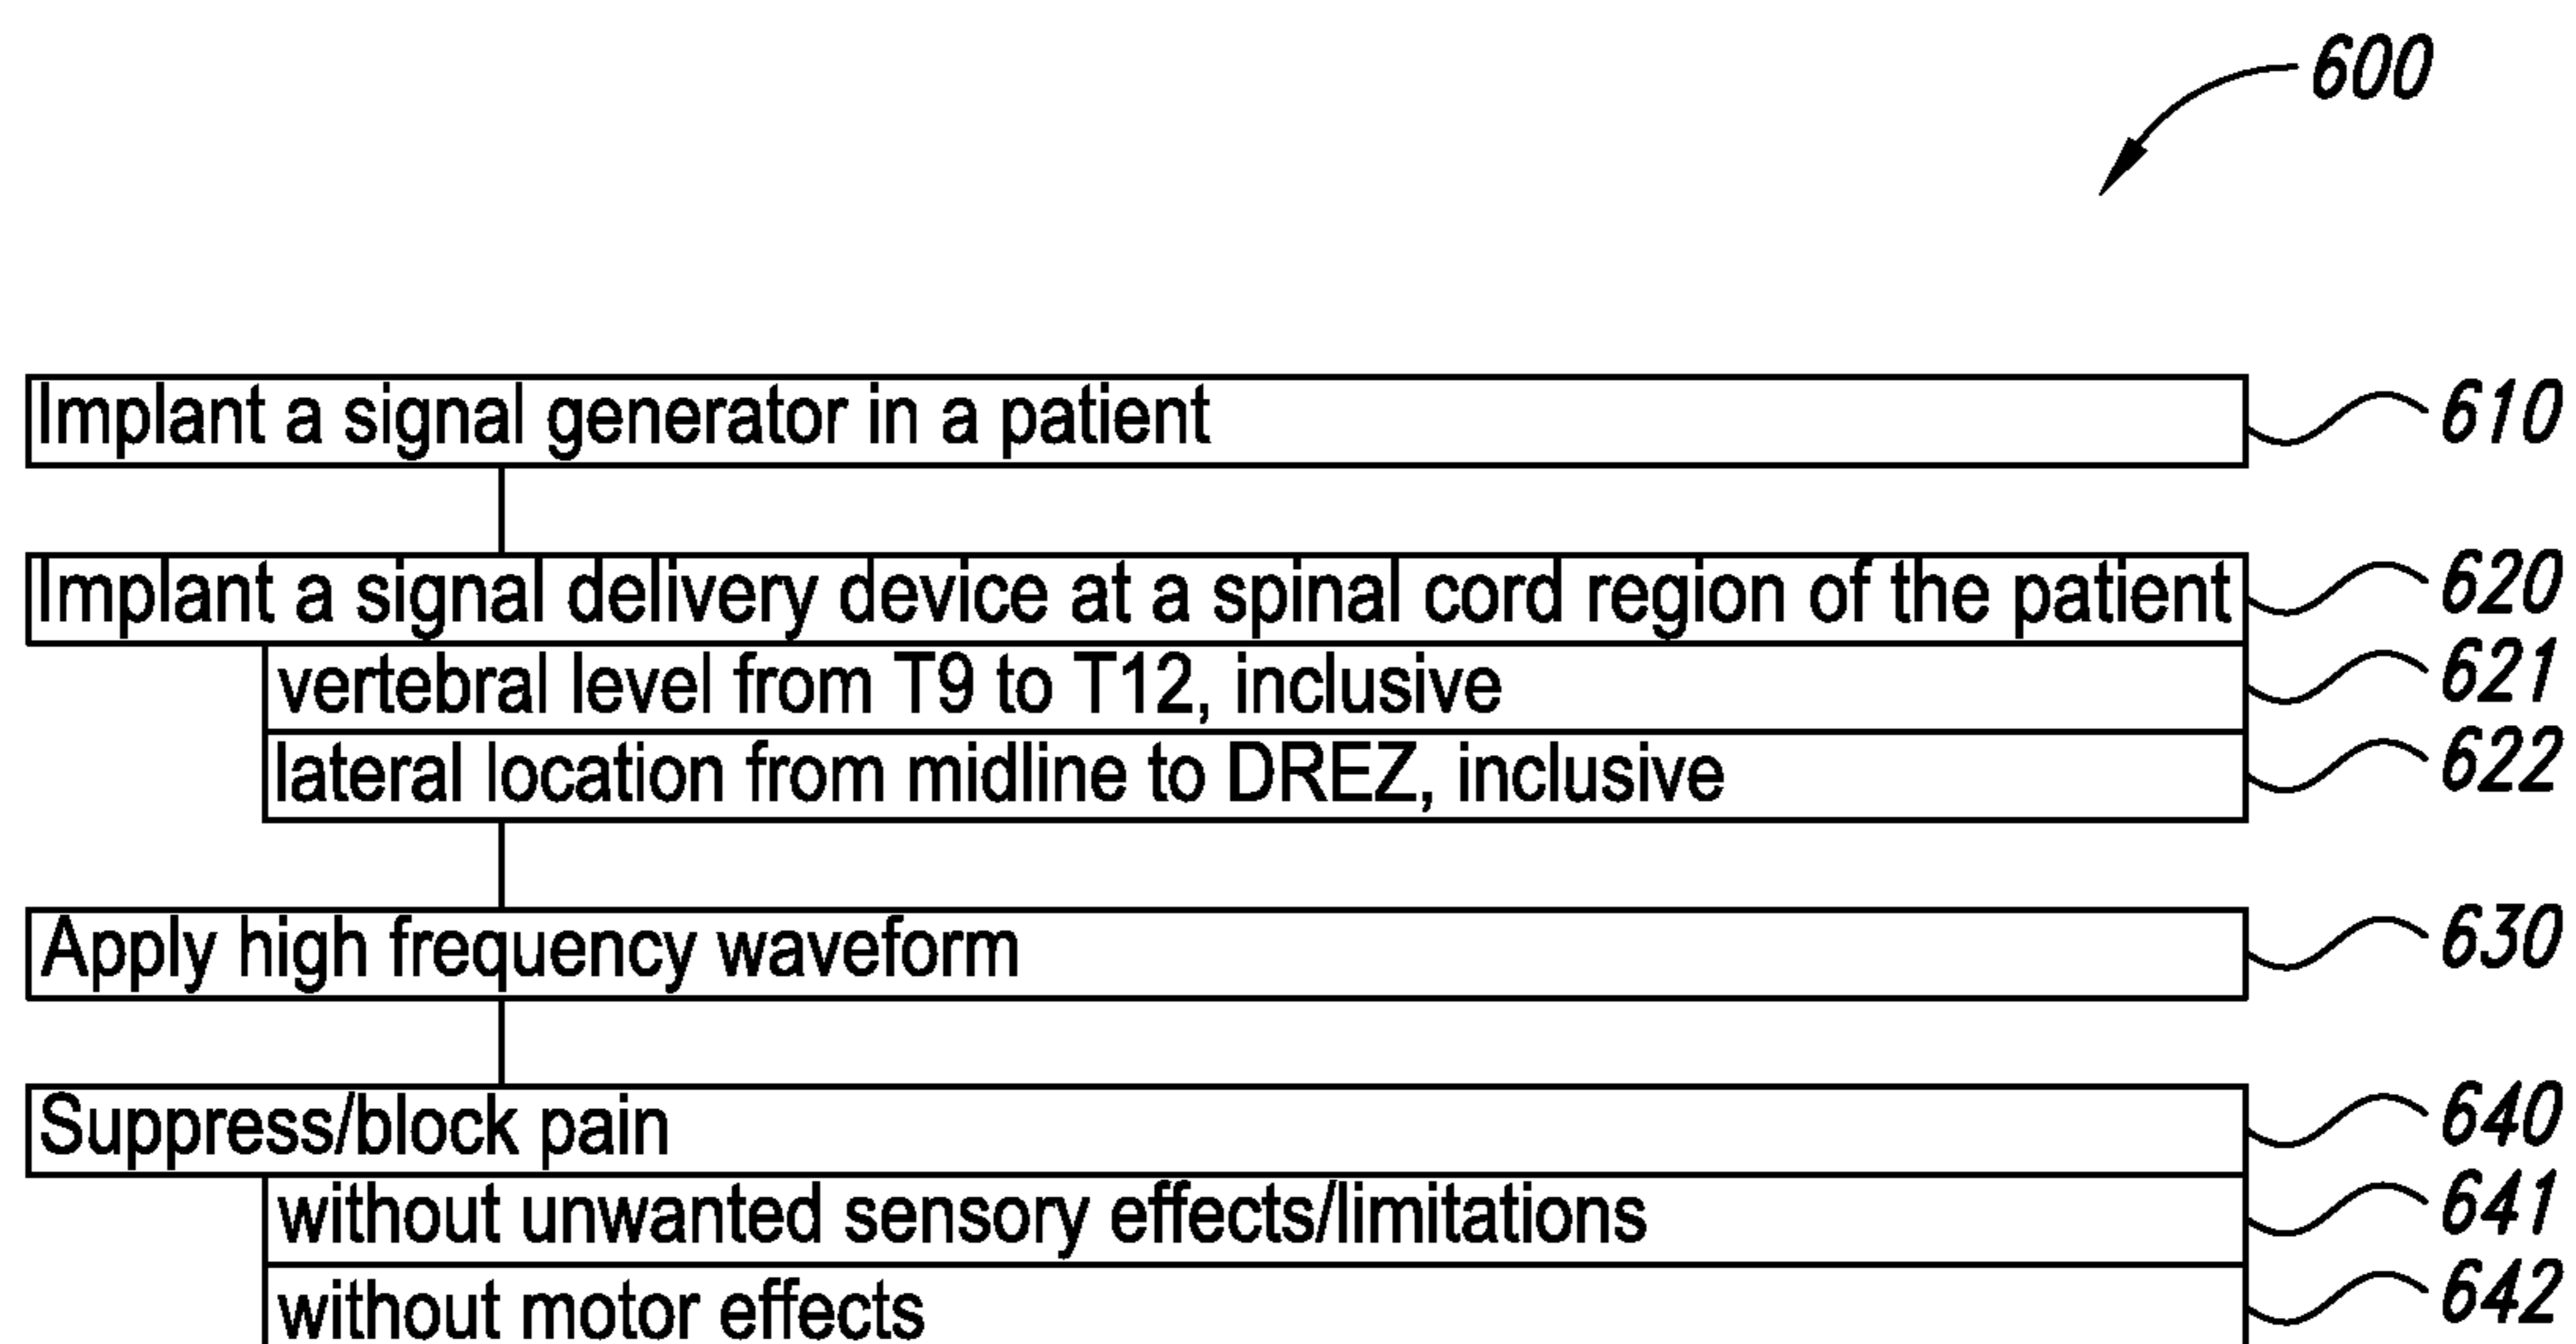 600
Implant a signal generator in a patient 610
Implant a signal delivery device at a spinal cord region of the patient 620
vertebral level from T9 to T12, inclusive 621
lateral location from midline to DREZ, inclusive 622
Apply high frequency waveform 630
Suppress/block pain 640
without unwanted sensory effects/limitations 641
without motor effects 642